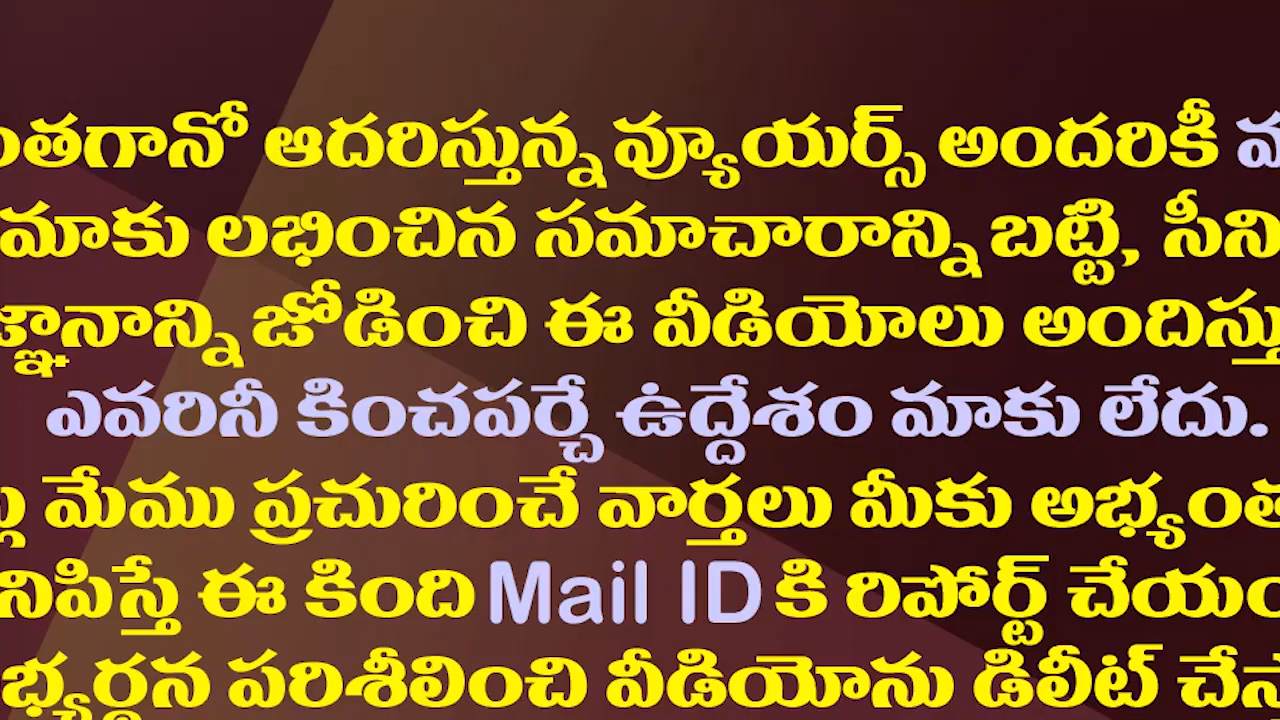 ఆదరిస్తున్న వ్యూయర్స్ అందరికీ
మాకు లభించిన సమాచారాన్ని బట్టి,
జోడించి ఈ వీడియోలు
ఎవరినీ కించపర్చే ఉద్దేశం మాకు లేదు.
మేము ప్రచురించే వార్తలు మీకు
ఈ కింది Mail ID కి రిపోర్ట్
పరిశీలించి వీడియోను డిలీట్